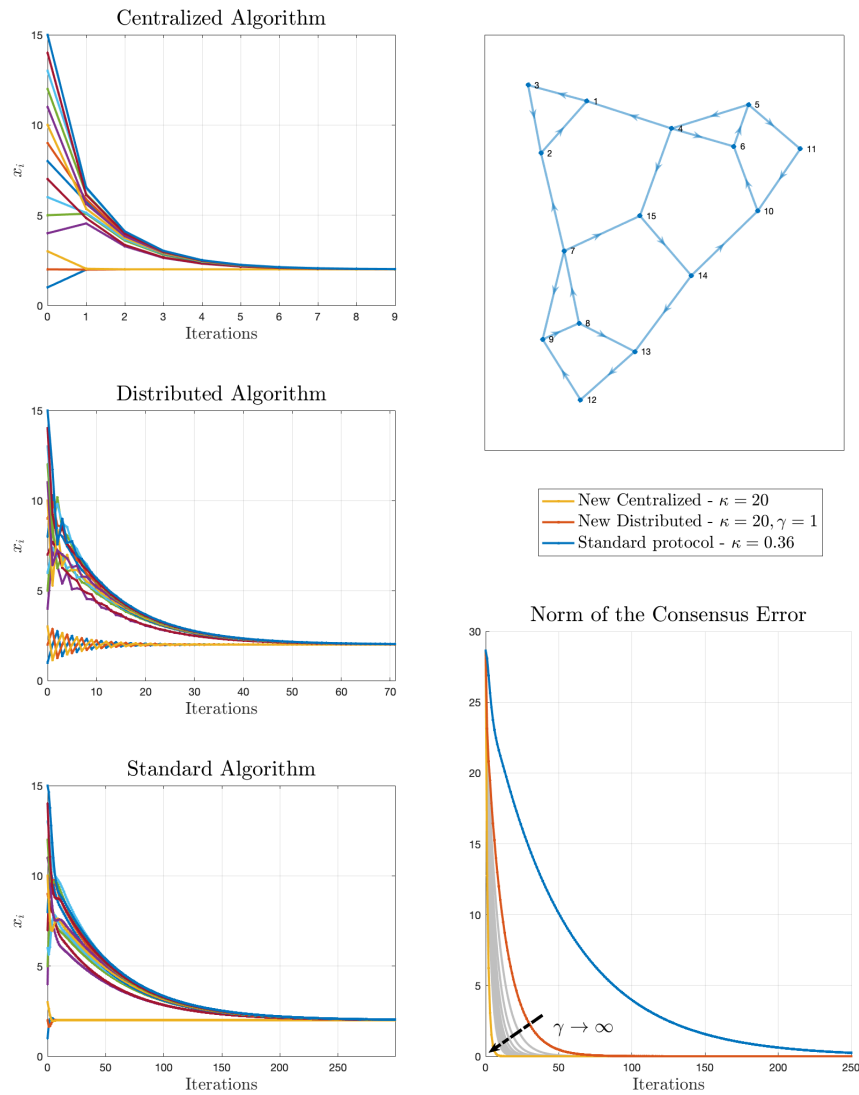 Centralized Algorithm
15
10
5
0
x_i
0 1 2 3 4 5 6 7 8 9
Iterations
3
1
5
4
2
6
11
10
15
7
14
8
9
13
12
Distributed Algorithm
15
10
5
0
x_i
0 10 20 30 40 50 60 70
Iterations
New Centralized - κ = 20
New Distributed - κ = 20, γ = 1
Standard protocol - κ = 0.36
Standard Algorithm
15
10
5
0
x_i
0 50 100 150 200 250
Iterations
Norm of the Consensus Error
30
25
20
15
10
5
0
γ → ∞
0 50 100 150 200 250
Iterations